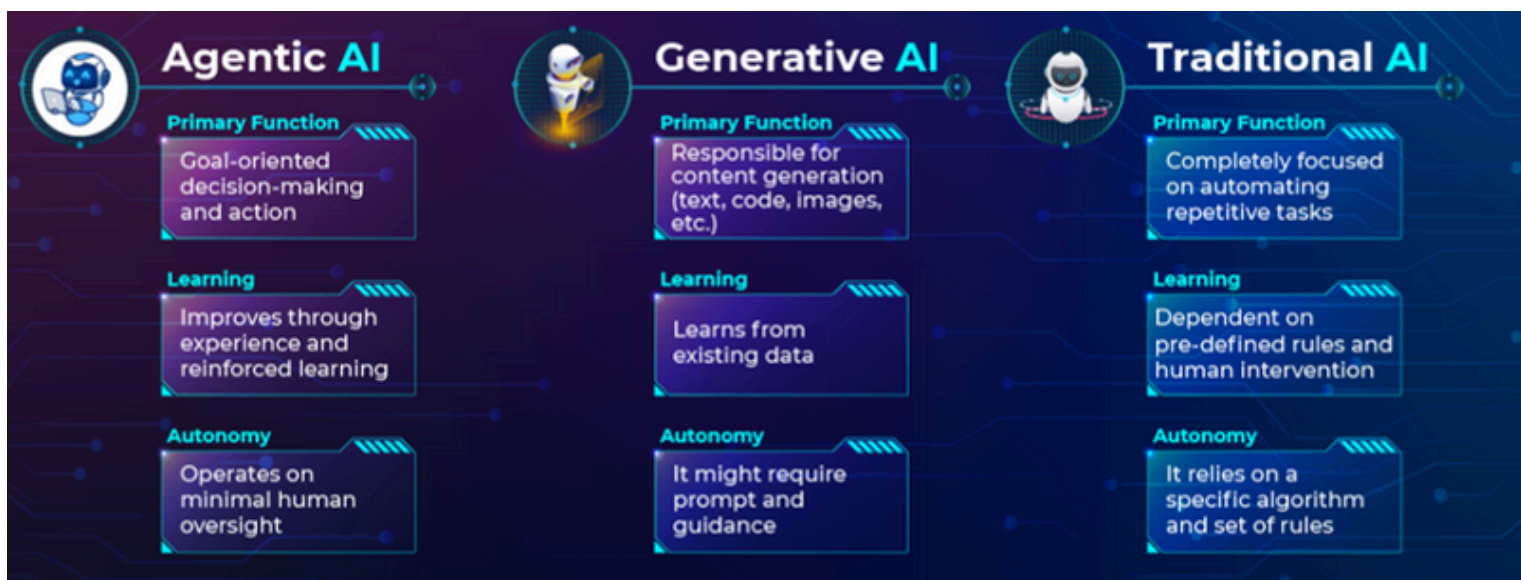 Agentic AI
Primary Function
Goal-oriented
decision-making
and action
Learning
Improves through
experience and
reinforced learning
Autonomy
Operates on
minimal human
oversight
Generative AI
Primary Function
Responsible for
content generation
(text, code, images,
etc.)
Learning
Learns from
existing data
Autonomy
It might require
prompt and
guidance
Traditional AI
Primary Function
Completely focused
on automating
repetitive tasks
Learning
Dependent on
pre-defined rules and
human intervention
Autonomy
It relies on a
specific algorithm
and set of rules